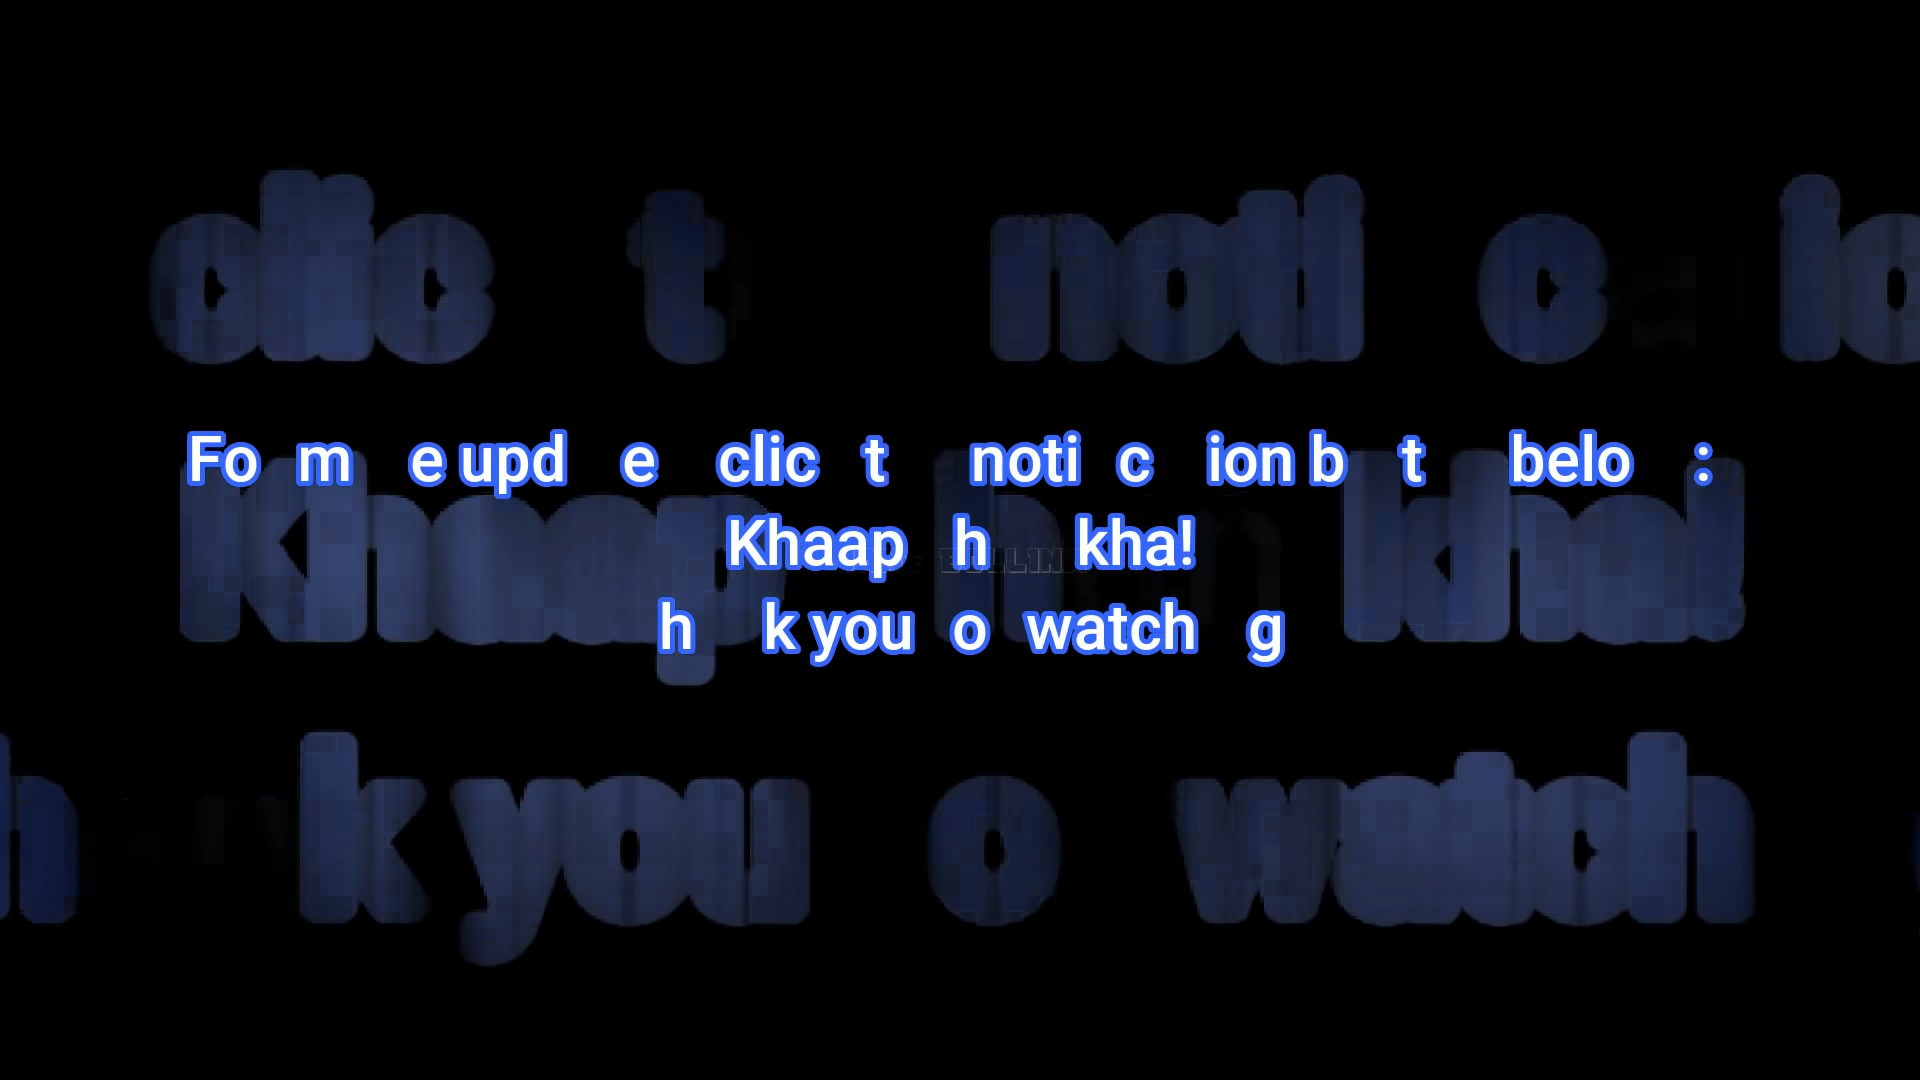 Fo m e upd e clic t noti c ion b t belo :
Khaap h kha!
h k you o watch g